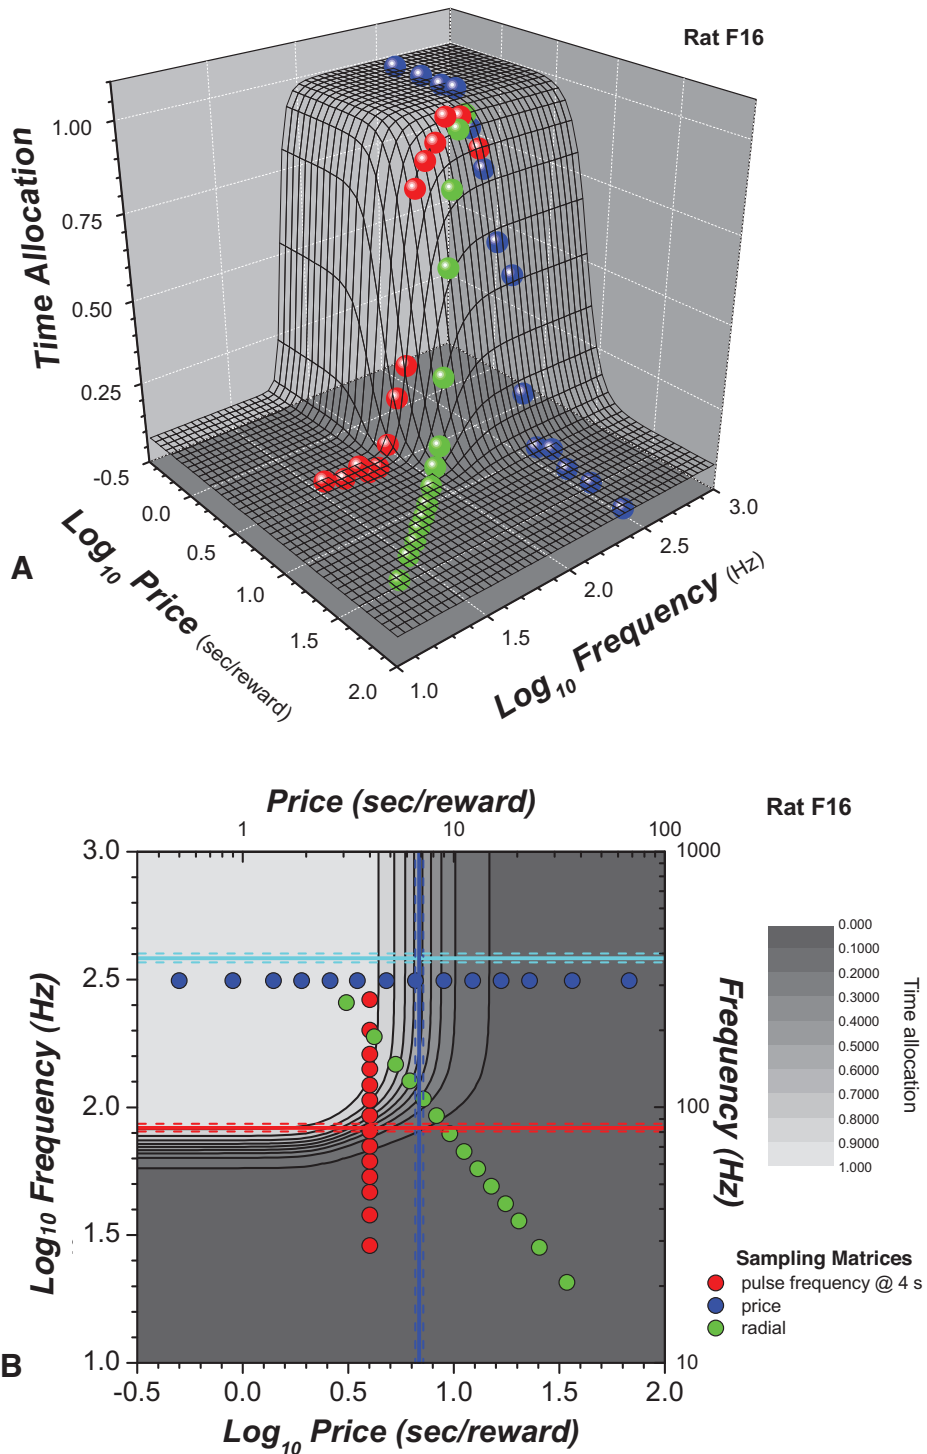 Rat F16
Time Allocation
1.00
0.75
0.50
0.25
-0.5
0.0
0.5
1.0
1.5
2.0
Log10 Price (sec/reward)
1.0
1.5
2.0
2.5
3.0
Log10 Frequency (Hz)
A
Price (sec/reward)
Rat F16
1 10 100
3.0
2.5
2.0
1.5
1.0
Log10 Frequency (Hz)
1000
100
10
Frequency (Hz)
-0.5 0.0 0.5 1.0 1.5 2.0
Log10 Price (sec/reward)
B
0.000
0.1000
0.2000
0.3000
0.4000
0.5000
0.6000
0.7000
0.8000
0.9000
1.000
Time allocation
Sampling Matrices
pulse frequency @ 4 s
price
radial